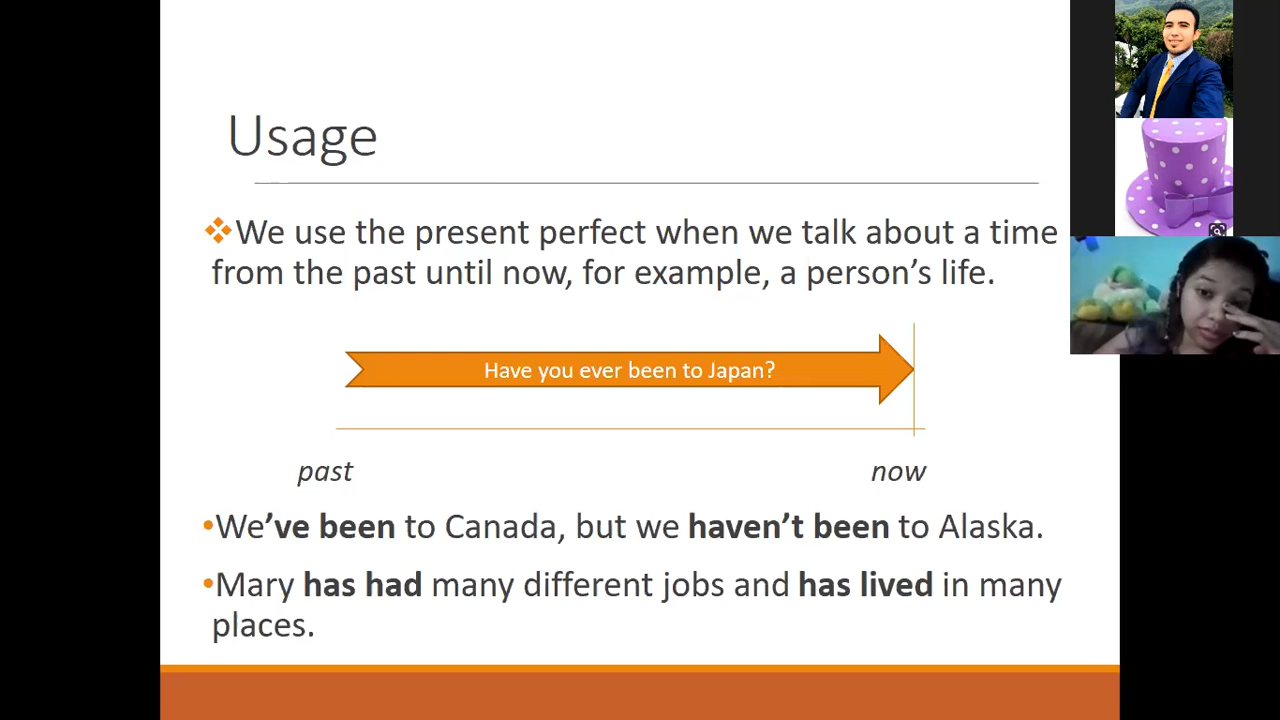 Usage
❖We use the present perfect when we talk about a time
from the past until now, for example, a person’s life.
Have you ever been to Japan?
past now
•We’ve been to Canada, but we haven’t been to Alaska.
•Mary has had many different jobs and has lived in many
places.